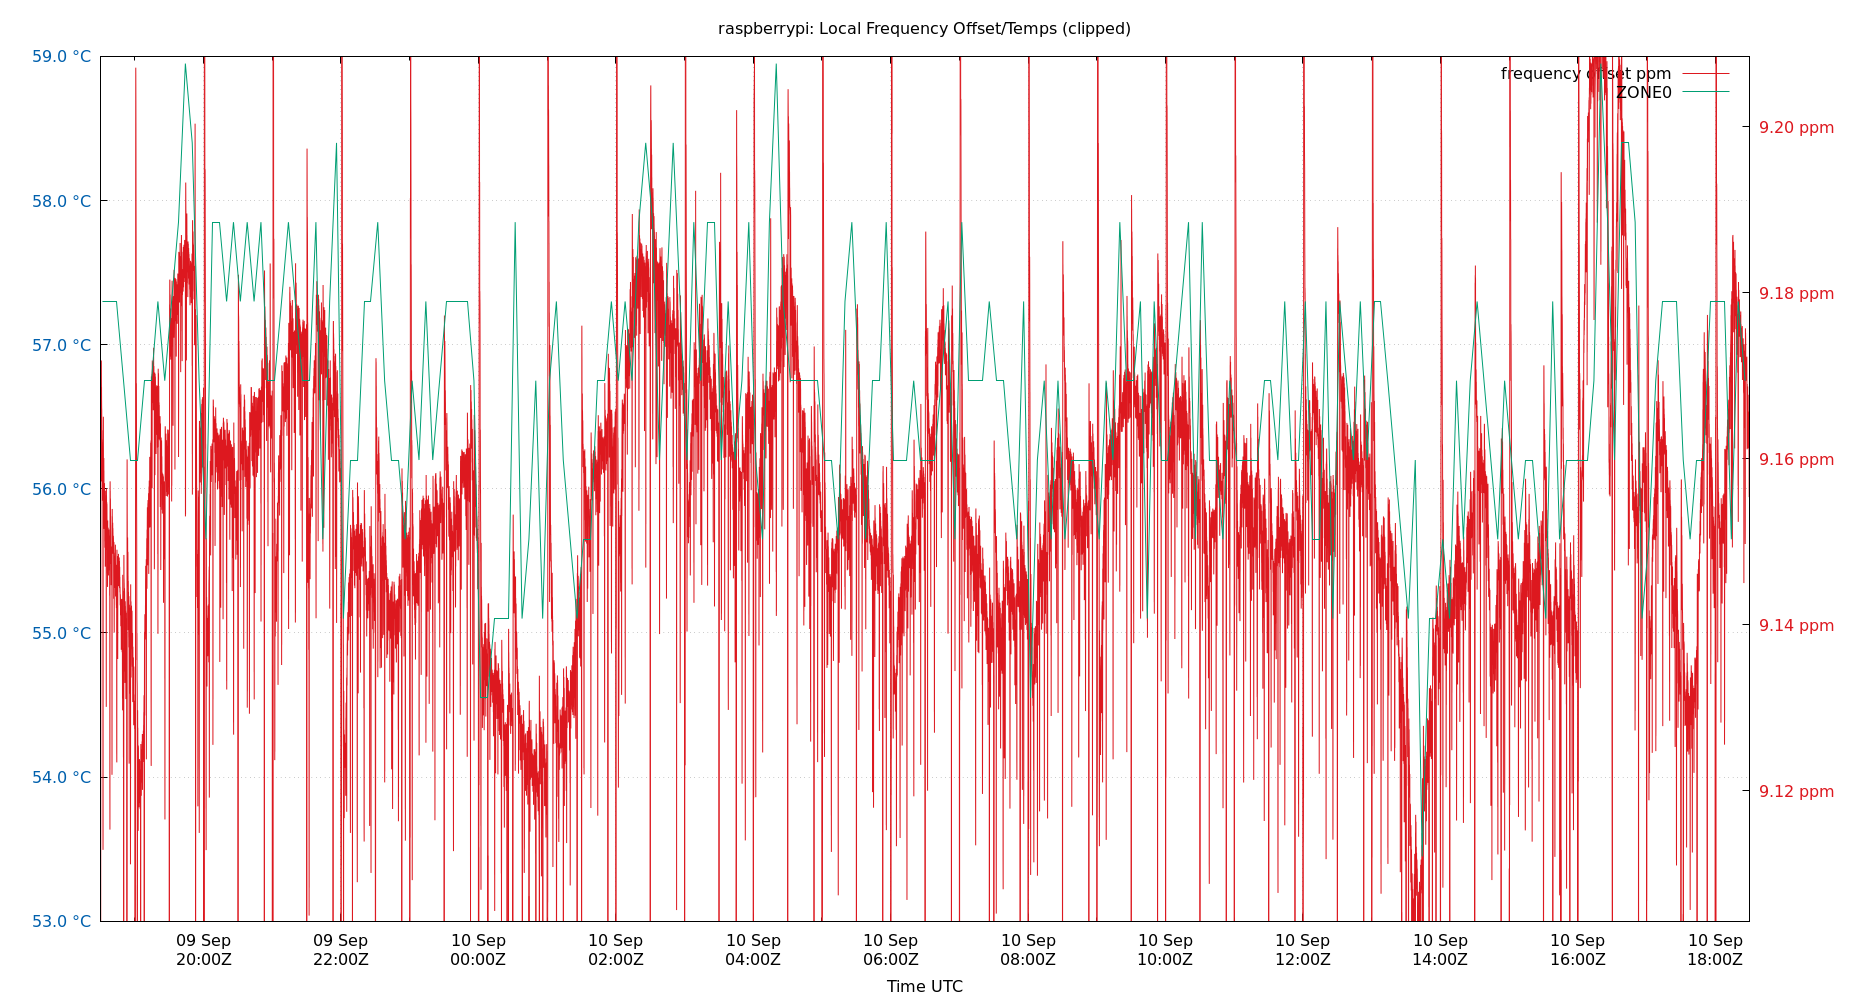 raspberrypi: Local Frequency Offset/Temps (clipped)
59.0 °C
58.0 °C
57.0 °C
56.0 °C
55.0 °C
54.0 °C
53.0 °C
frequency offset ppm
ZONE0
9.20 ppm
9.18 ppm
9.16 ppm
9.14 ppm
9.12 ppm
09 Sep 09 Sep 10 Sep 10 Sep 10 Sep 10 Sep 10 Sep 10 Sep 10 Sep 10 Sep 10 Sep 10 Sep
20:00Z 22:00Z 00:00Z 02:00Z 04:00Z 06:00Z 08:00Z 10:00Z 12:00Z 14:00Z 16:00Z 18:00Z
Time UTC